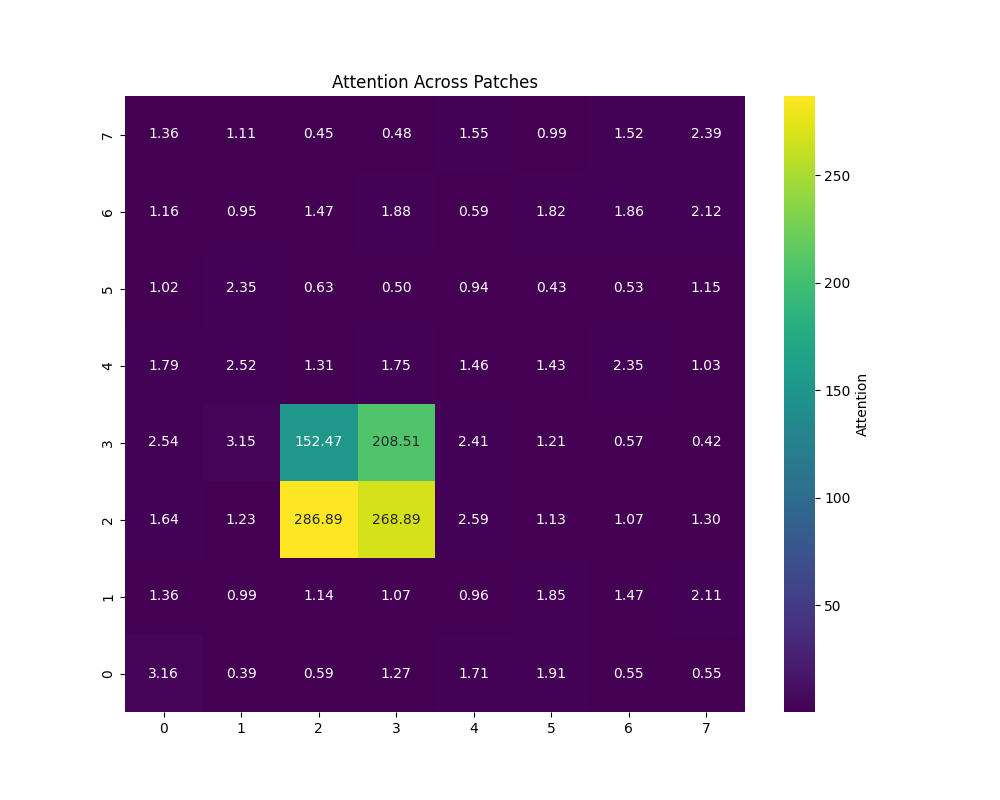 Attention Across Patches
7 1.36 1.11 0.45 0.48 1.55 0.99 1.52 2.39
6 1.16 0.95 1.47 1.88 0.59 1.82 1.86 2.12
5 1.02 2.35 0.63 0.50 0.94 0.43 0.53 1.15
4 1.79 2.52 1.31 1.75 1.46 1.43 2.35 1.03
3 2.54 3.15 152.47 208.51 2.41 1.21 0.57 0.42
2 1.64 1.23 286.89 268.89 2.59 1.13 1.07 1.30
1 1.36 0.99 1.14 1.07 0.96 1.85 1.47 2.11
0 3.16 0.39 0.59 1.27 1.71 1.91 0.55 0.55
0 1 2 3 4 5 6 7
250
200
150
100
50
Attention